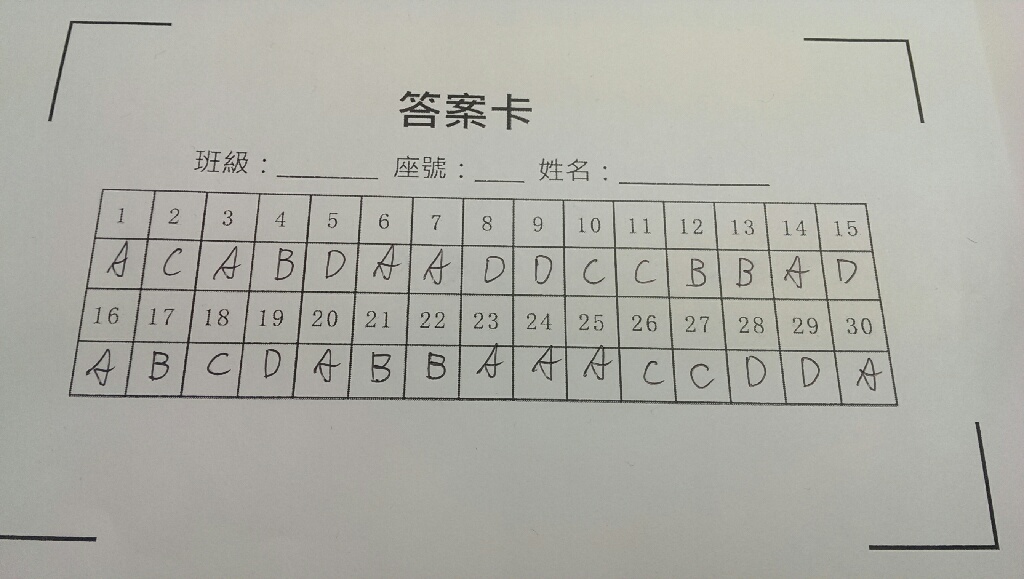 答案卡
班級：________ 座號：____ 姓名：____________
1 2 3 4 5 6 7 8 9 10 11 12 13 14 15
A C A B D A A D D C C B B A D
16 17 18 19 20 21 22 23 24 25 26 27 28 29 30
A B C D A B B A A A C C D D A